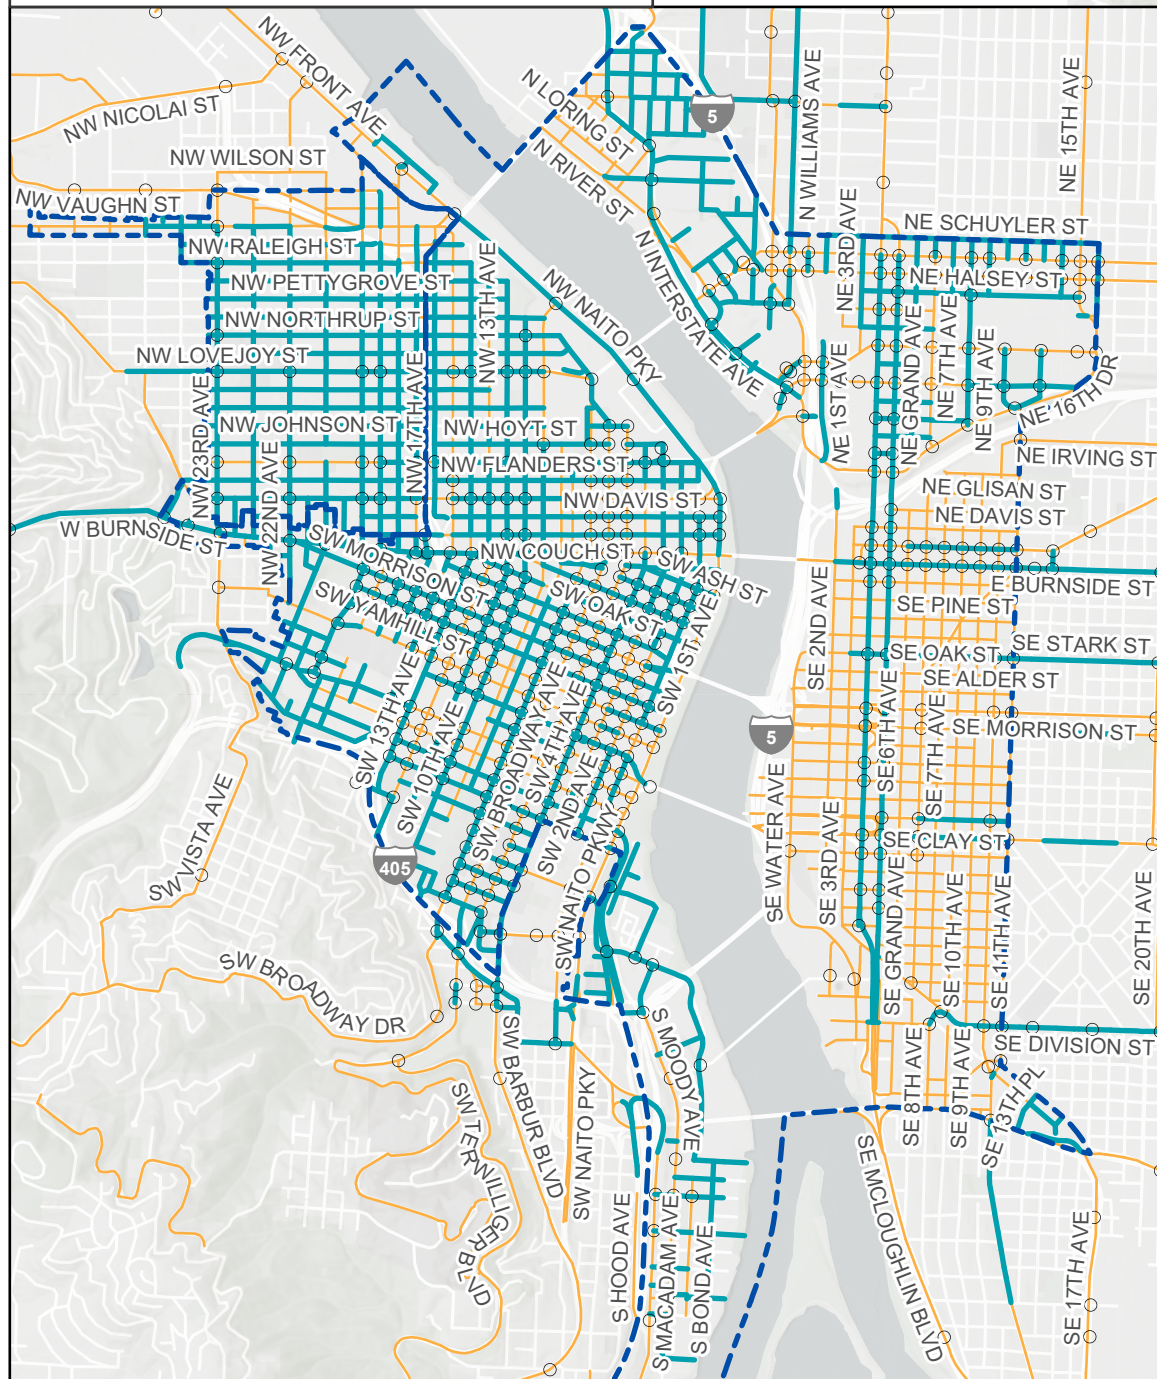 NW FRONT AVE
NW NICOLAI ST
N LORING ST
5
N WILLIAMS AVE
NE 15TH AVE
NW WILSON ST
N RIVER ST
NW VAUGHN ST
NE 3RD AVE
NE SCHUYLER ST
NW RALEIGH ST
N INTERSTATE AVE
NE HALSEY ST
NW PETTYGROVE ST
NW 13TH AVE
NW NAITO PKY
NW NORTHRUP ST
NE GRAND AVE
NE 7TH AVE
NE 9TH AVE
NW LOVEJOY ST
NE 1ST AVE
NE 16TH DR
NW 23RD AVE
NW 17TH AVE
NW JOHNSON ST
NW HOYT ST
NW 22ND AVE
NW FLANDERS ST
NE IRVING ST
NW DAVIS ST
NE GLISAN ST
NE DAVIS ST
W BURNSIDE ST
SW MORRISON ST
NW COUCH ST
SW ASH ST
E BURNSIDE ST
SW YAMHILL ST
SW OAK ST
SE 2ND AVE
SE PINE ST
SW 1ST AVE
SE OAK ST
SE STARK ST
SE ALDER ST
SW 13TH AVE
SW 10TH AVE
SW BROADWAY AVE
SW 4TH AVE
SW 2ND AVE
5
SE 6TH AVE
SE 7TH AVE
SE MORRISON ST
SW VISTA AVE
SE WATER AVE
SE 3RD AVE
405
SW NAITO PKWY
SE CLAY ST
SE GRAND AVE
SE 10TH AVE
SE 11TH AVE
SE 20TH AVE
SW BROADWAY DR
S MOODY AVE
SW BARBUR BLVD
SE DIVISION ST
SE 8TH AVE
SE 9TH AVE
SE 13TH PL
SW TERWILLIGER BLVD
SW NAITO PKY
S HOOD AVE
S MACADAM AVE
S BOND AVE
SE MCLOUGHLIN BLVD
SE 17TH AVE